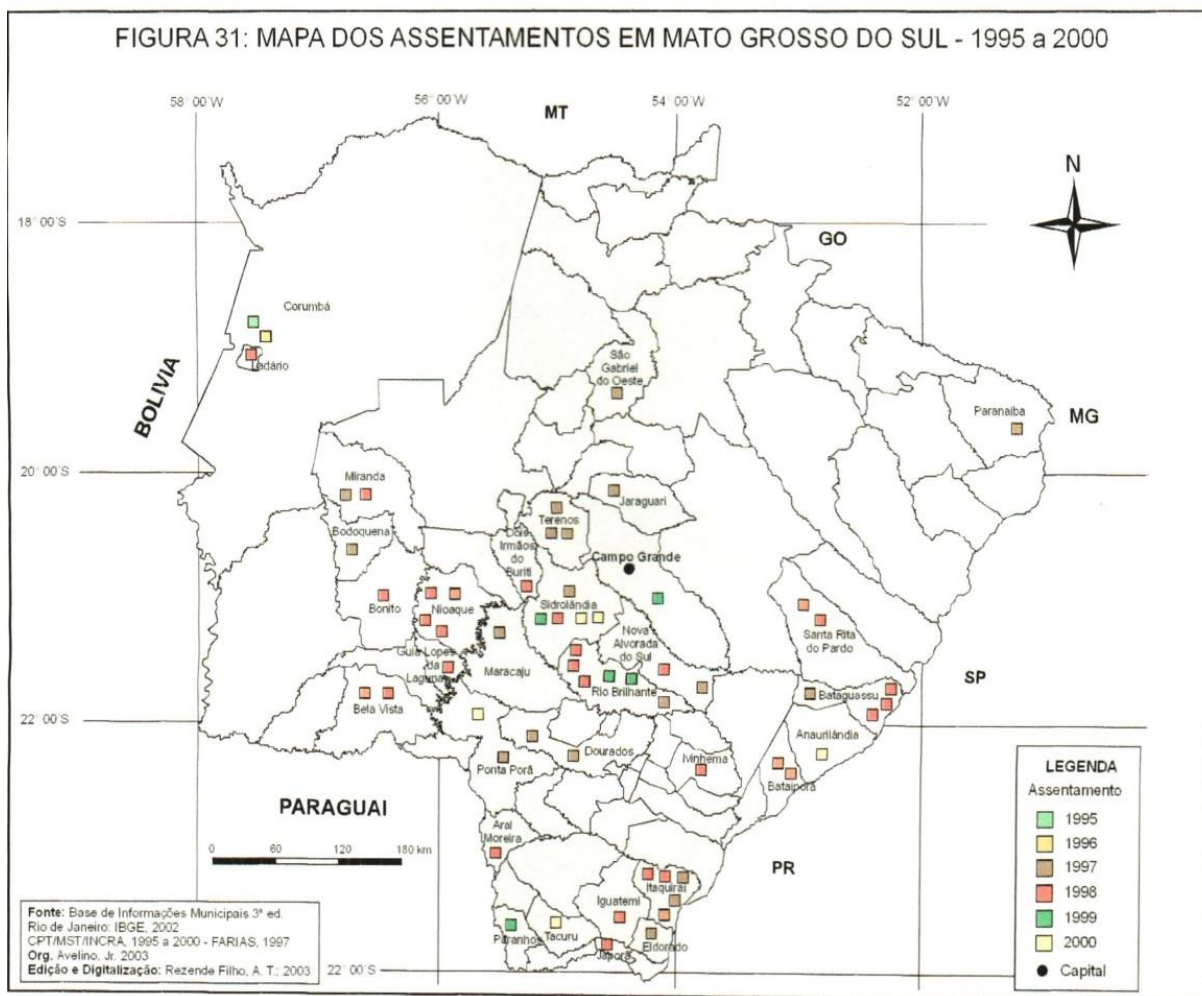 FIGURA 31: MAPA DOS ASSENTAMENTOS EM MATO GROSSO DO SUL - 1995 a 2000
58° 00'W
56° 00'W
54° 00'W
52° 00'W
MT
N
18° 00'S
GO
Corumbá
Ladário
BOLIVIA
São
Gabriel
do Oeste
Paranaiba
MG
20° 00'S
Miranda
Jaraguari
Terenos
Bodoquena
Dois
Irmãos
do
Buriti
Campo Grande
Bonito
Nioaque
Sidrolândia
Nova
Alvorada
do Sul
Santa Rita
do Pardo
Guia Lopes
da
Laguna
Maracaju
SP
Rio Brilhante
Bataguassu
Bela Vista
22° 00'S
Anaurilândia
Dourados
Ivinhema
Ponta Porã
Bataiporã
PARAGUAI
Aral
Moreira
0 60 120 180 km
PR
Itaquirai
Iguatemi
Tacuru
Eldorado
Japorã
22° 00'S
LEGENDA
Assentamento
1995
1996
1997
1998
1999
2000
Capital
Fonte: Base de Informações Municipais 3ª ed.
Rio de Janeiro: IBGE, 2002
CPT/MST/INCRA, 1995 a 2000 - FARIAS, 1997
Org. Avelino, Jr. 2003
Edição e Digitalização: Rezende Filho, A. T.; 2003